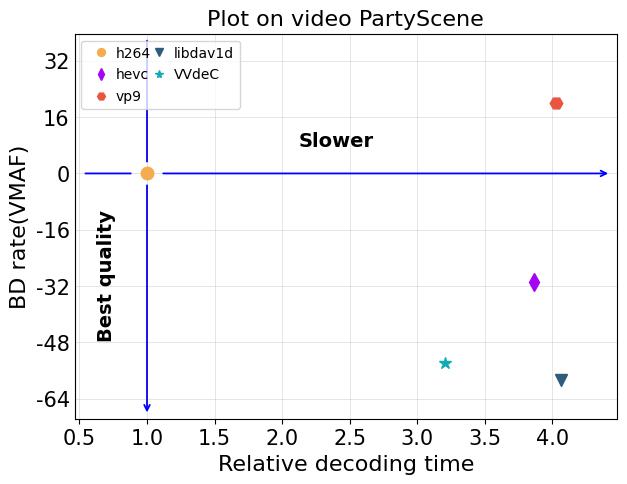 Plot on video PartyScene
h264 libdav1d
hevc VVdeC
vp9
32
16
0
-16
-32
-48
-64
BD rate(VMAF)
Slower
Best quality
0.5 1.0 1.5 2.0 2.5 3.0 3.5 4.0
Relative decoding time